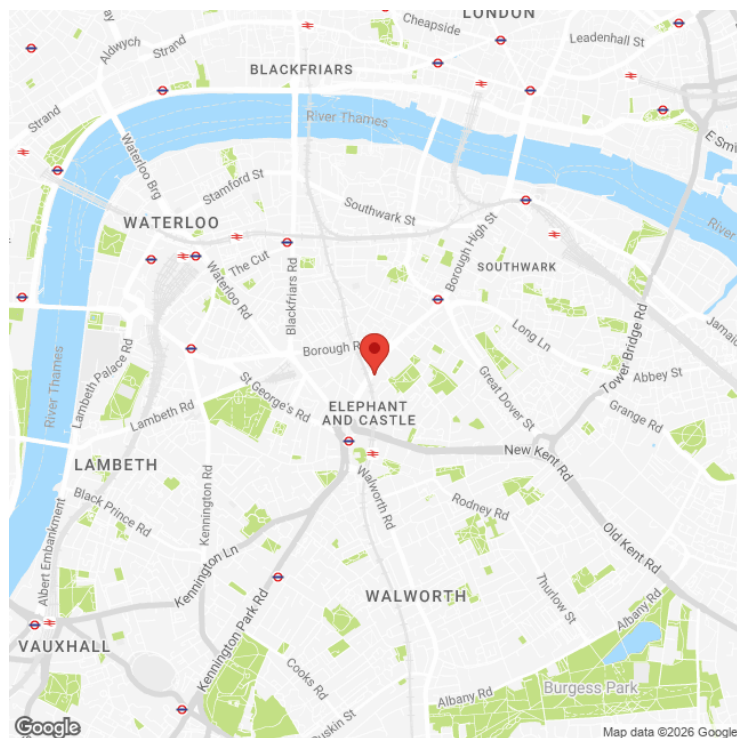 LONDON
Cheapside
Leadenhall St
Aldwych
Strand
BLACKFRIARS
Strand
River Thames
E Smi
Waterloo Brg
Stamford St
Southwark St
WATERLOO
Borough High St
River
The Cut
SOUTHWARK
Waterloo Rd
Blackfriars Rd
Long Ln
Tower Bridge Rd
Jamaic
Borough R
River Thames
Lambeth Palace Rd
Abbey St
St George's Rd
Great Dover St
Lambeth Rd
ELEPHANT
AND CASTLE
Grange Rd
New Kent Rd
LAMBETH
Kennington Rd
Walworth Rd
Black Prince Rd
Rodney Rd
Albert Embankment
Old Kent Rd
Kennington Ln
Thurlow St
WALWORTH
Kennington Park Rd
Albany Rd
VAUXHALL
Cooks Rd
Burgess Park
Albany Rd
Ruskin St
Google
Map data ©2026 Google